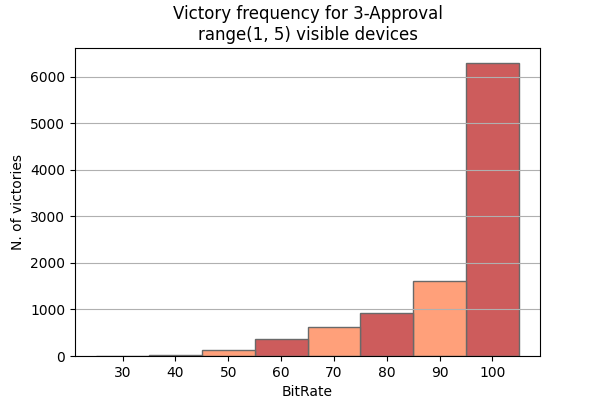 Victory frequency for 3-Approval
range(1, 5) visible devices
N. of victories
6000
5000
4000
3000
2000
1000
0
30 40 50 60 70 80 90 100
BitRate